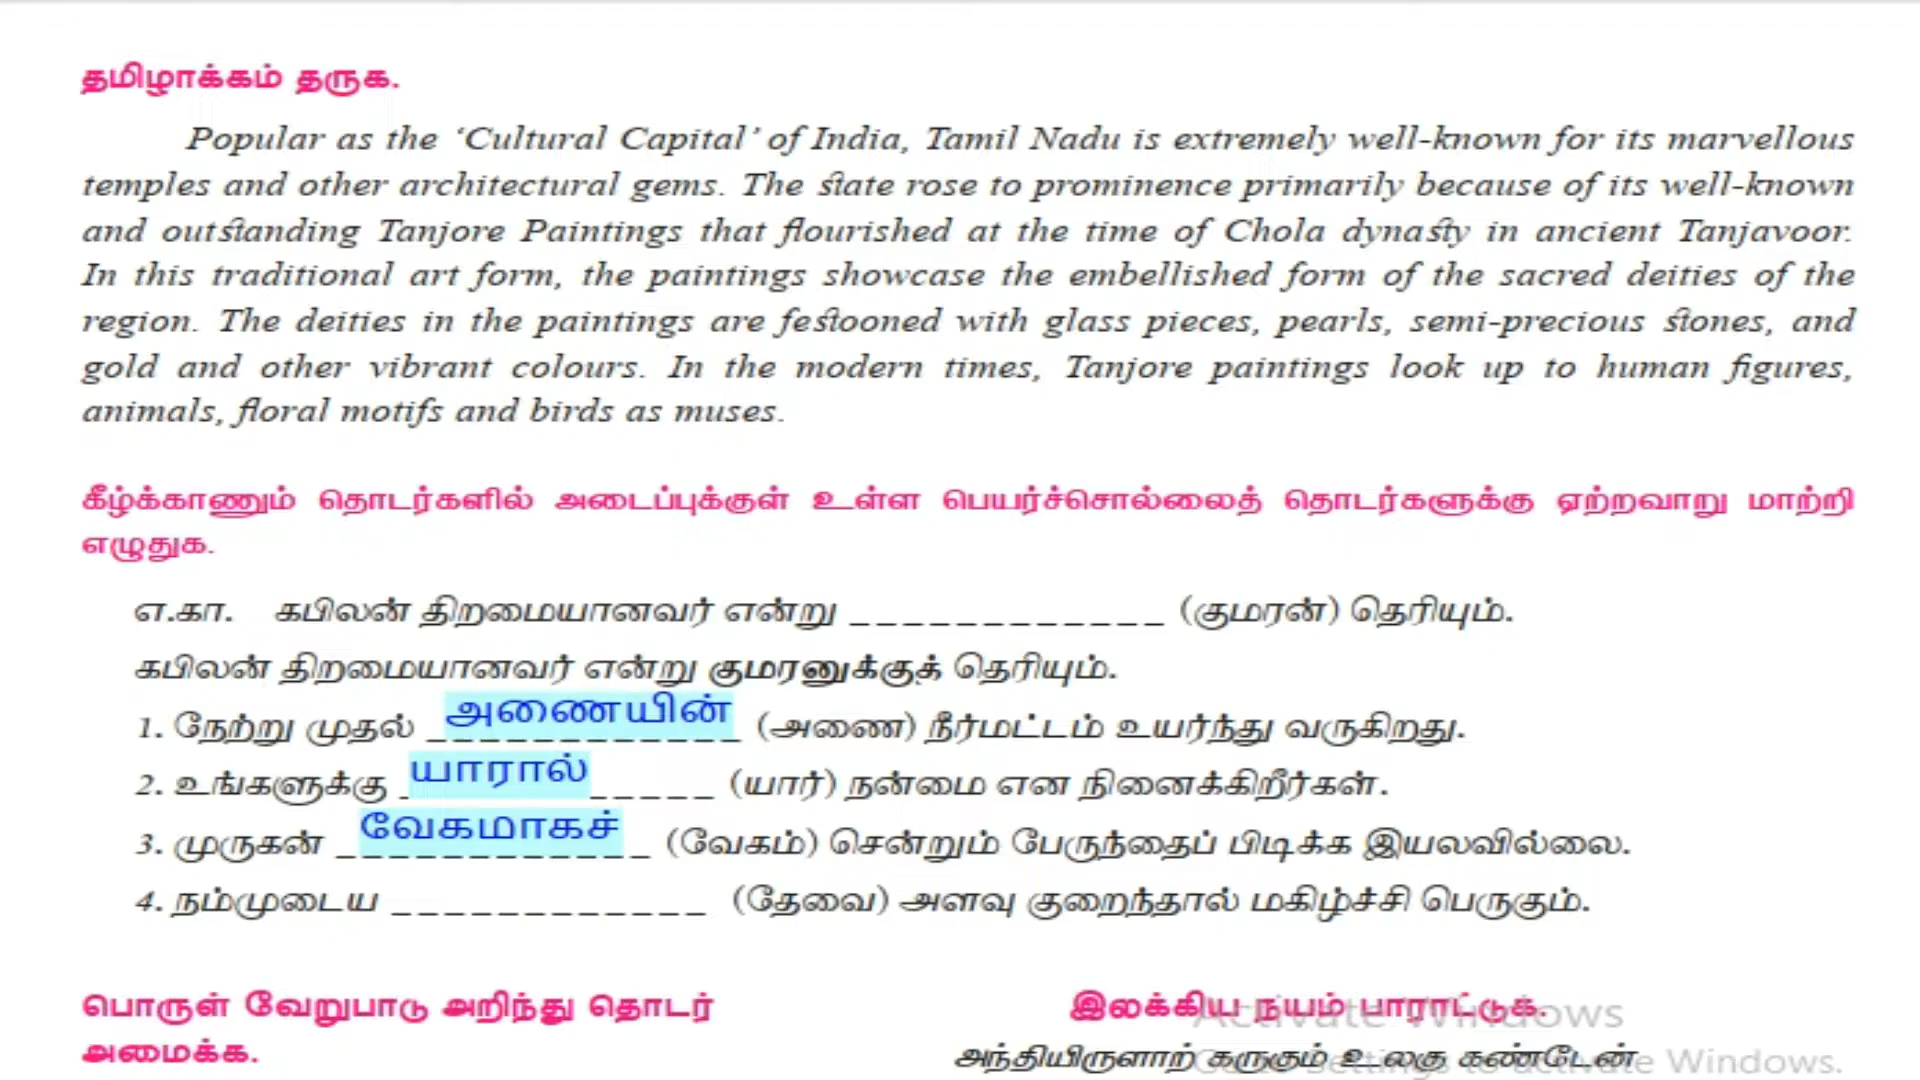 தமிழாக்கம் தருக.
Popular as the ‘Cultural Capital’ of India, Tamil Nadu is extremely well-known for its marvellous
temples and other architectural gems. The state rose to prominence primarily because of its well-known
and outstanding Tanjore Paintings that flourished at the time of Chola dynasty in ancient Tanjavoor.
In this traditional art form, the paintings showcase the embellished form of the sacred deities of the
region. The deities in the paintings are festooned with glass pieces, pearls, semi-precious stones, and
gold and other vibrant colours. In the modern times, Tanjore paintings look up to human figures,
animals, floral motifs and birds as muses.
கீழ்க்காணும் தொடர்களில் அடைப்புக்குள் உள்ள பெயர்ச்சொல்லைத் தொடர்களுக்கு ஏற்றவாறு மாற்றி
எழுதுக.
எ.கா. கபிலன் திறமையானவர் என்று _ _ _ _ _ _ _ _ _ _ _ _ (குமரன்) தெரியும்.
கபிலன் திறமையானவர் என்று குமரனுக்குத் தெரியும்.
1. நேற்று முதல் அணையின் (அணை) நீர்மட்டம் உயர்ந்து வருகிறது.
2. உங்களுக்கு யாரால் _ _ _ _ _ (யார்) நன்மை என நினைக்கிறீர்கள்.
3. முருகன் வேகமாகச் (வேகம்) சென்றும் பேருந்தைப் பிடிக்க இயலவில்லை.
4. நம்முடைய _ _ _ _ _ _ _ _ _ _ _ _ (தேவை) அளவு குறைந்தால் மகிழ்ச்சி பெருகும்.
பொருள் வேறுபாடு அறிந்து தொடர்
அமைக்க.
இலக்கிய நயம் பாராட்டுக.
அந்தியிருளாற் கருகும் உலகு கண்டேன்
Activate Windows
Go to Settings to activate Windows.